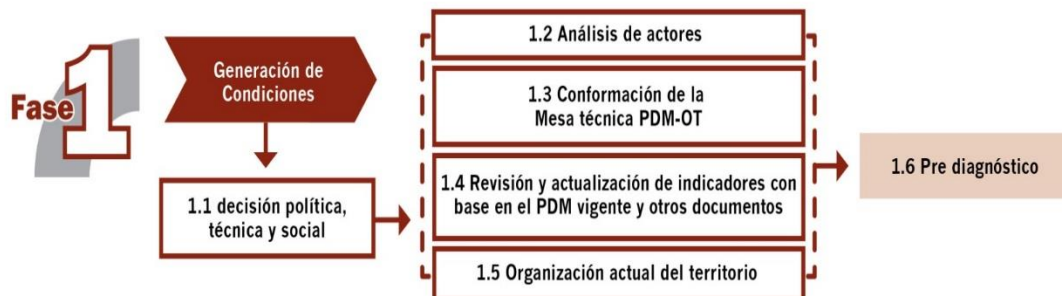 Fase 1
Generación de
Condiciones
1.1 decisión política,
técnica y social
1.2 Análisis de actores
1.3 Conformación de la
Mesa técnica PDM-OT
1.4 Revisión y actualización de indicadores con
base en el PDM vigente y otros documentos
1.5 Organización actual del territorio
1.6 Pre diagnóstico